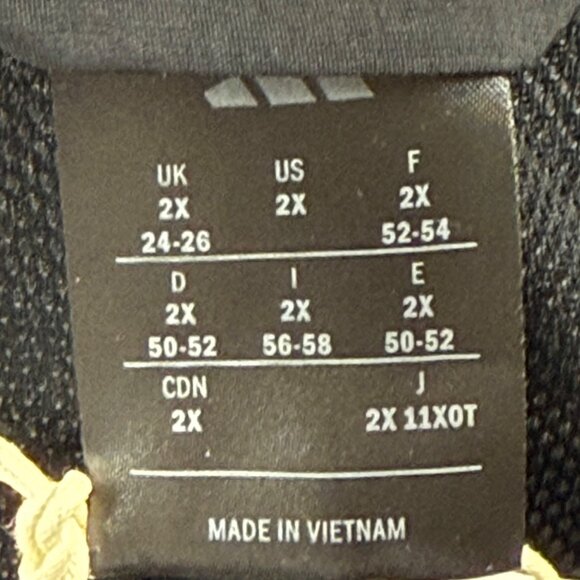 UK US F
2X 2X 2X
24-26 52-54
D I E
2X 2X 2X
50-52 56-58 50-52
CDN J
2X 2X 11XOT
MADE IN VIETNAM